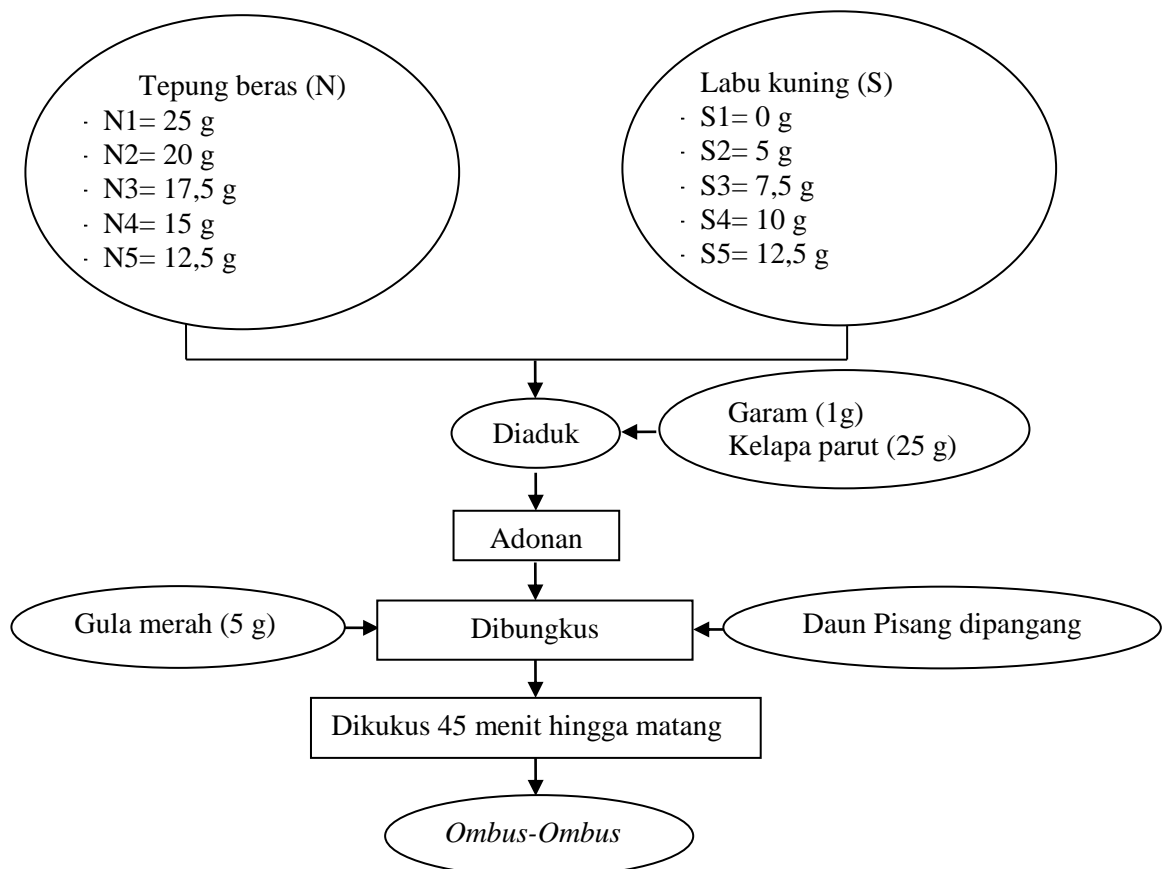 Tepung beras (N)
- N1= 25 g
- N2= 20 g
- N3= 17,5 g
- N4= 15 g
- N5= 12,5 g
Labu kuning (S)
- S1= 0 g
- S2= 5 g
- S3= 7,5 g
- S4= 10 g
- S5= 12,5 g
Diaduk
Garam (1g)
Kelapa parut (25 g)
Adonan
Gula merah (5 g)
Dibungkus
Daun Pisang dipangang
Dikukus 45 menit hingga matang
Ombus-Ombus